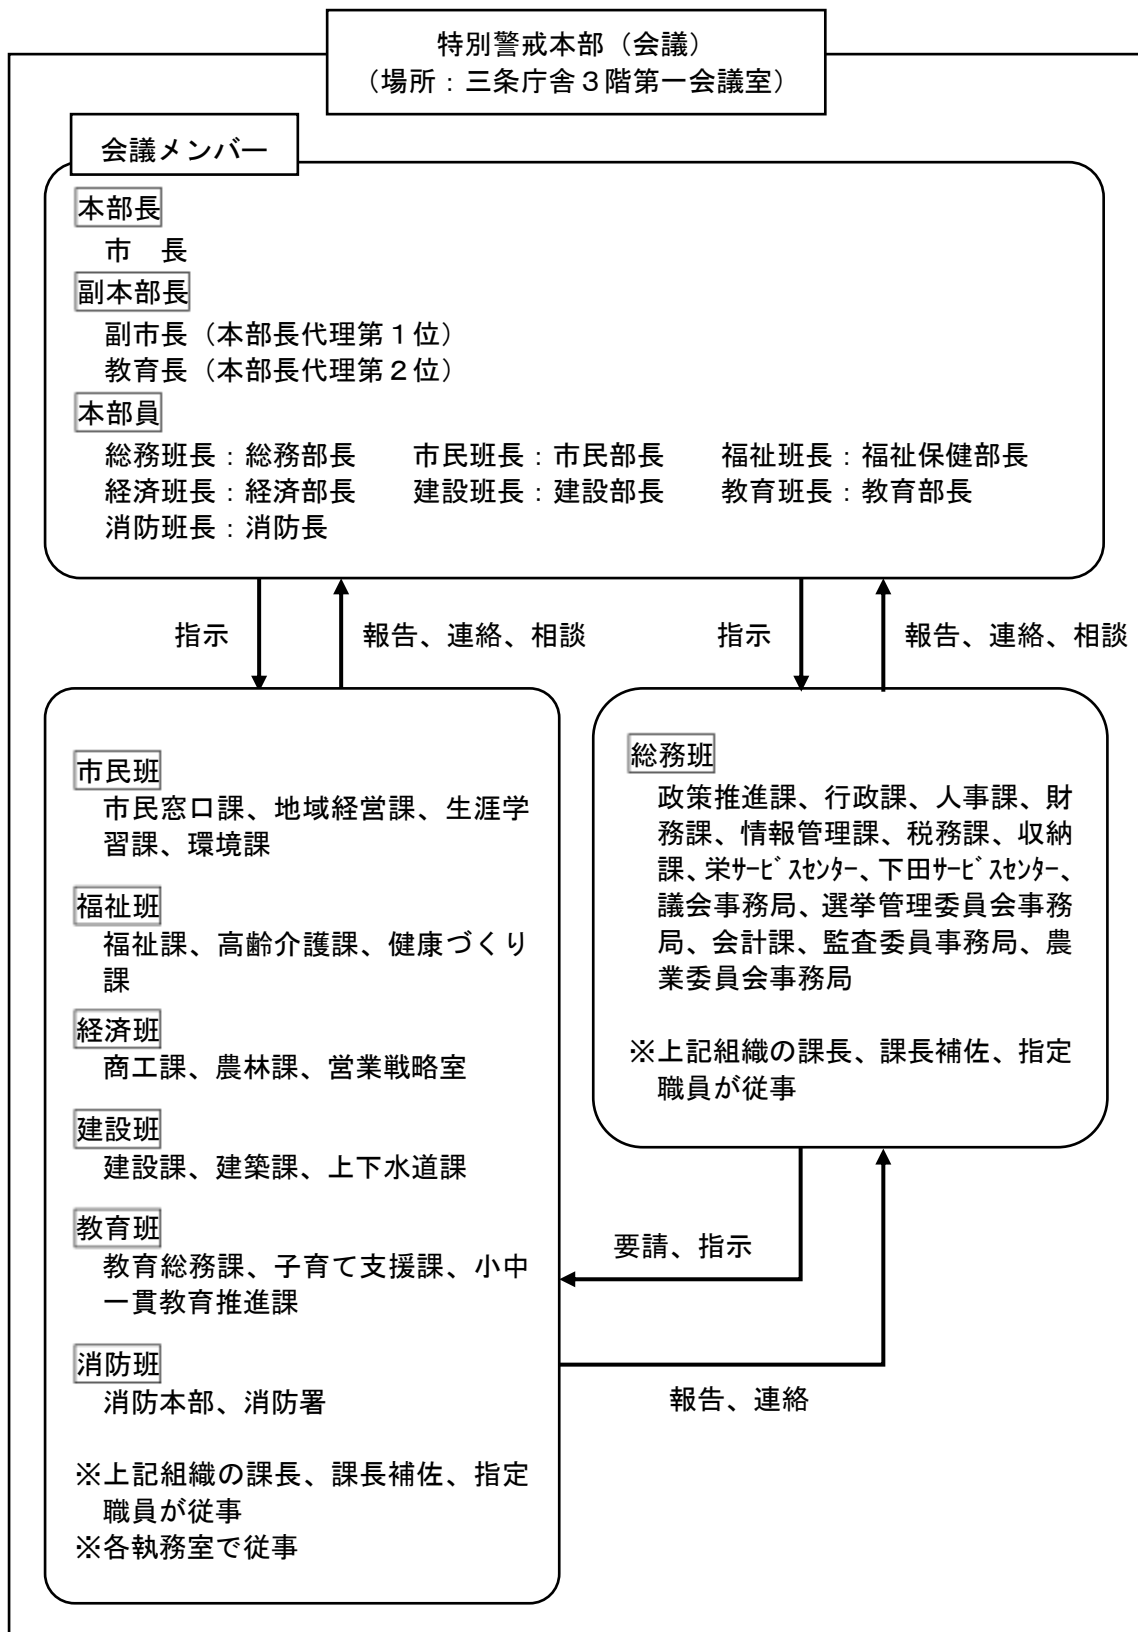 特別警戒本部（会議）
（場所：三条庁舎３階第一会議室）
会議メンバー
本部長
市　長
副本部長
副市長（本部長代理第１位）
教育長（本部長代理第２位）
本部員
総務班長：総務部長　　市民班長：市民部長　　福祉班長：福祉保健部長
経済班長：経済部長　　建設班長：建設部長　　教育班長：教育部長
消防班長：消防長
指示
報告、連絡、相談
指示
報告、連絡、相談
市民班
市民窓口課、地域経営課、生涯学
習課、環境課
福祉班
福祉課、高齢介護課、健康づくり
課
経済班
商工課、農林課、営業戦略室
建設班
建設課、建築課、上下水道課
教育班
教育総務課、子育て支援課、小中
一貫教育推進課
消防班
消防本部、消防署
※上記組織の課長、課長補佐、指定
職員が従事
※各執務室で従事
総務班
政策推進課、行政課、人事課、財
務課、情報管理課、税務課、収納
課、栄ｻｰﾋﾞｽｾﾝﾀｰ、下田ｻｰﾋﾞｽｾﾝﾀｰ、
議会事務局、選挙管理委員会事務
局、会計課、監査委員事務局、農
業委員会事務局
※上記組織の課長、課長補佐、指定
職員が従事
要請、指示
報告、連絡